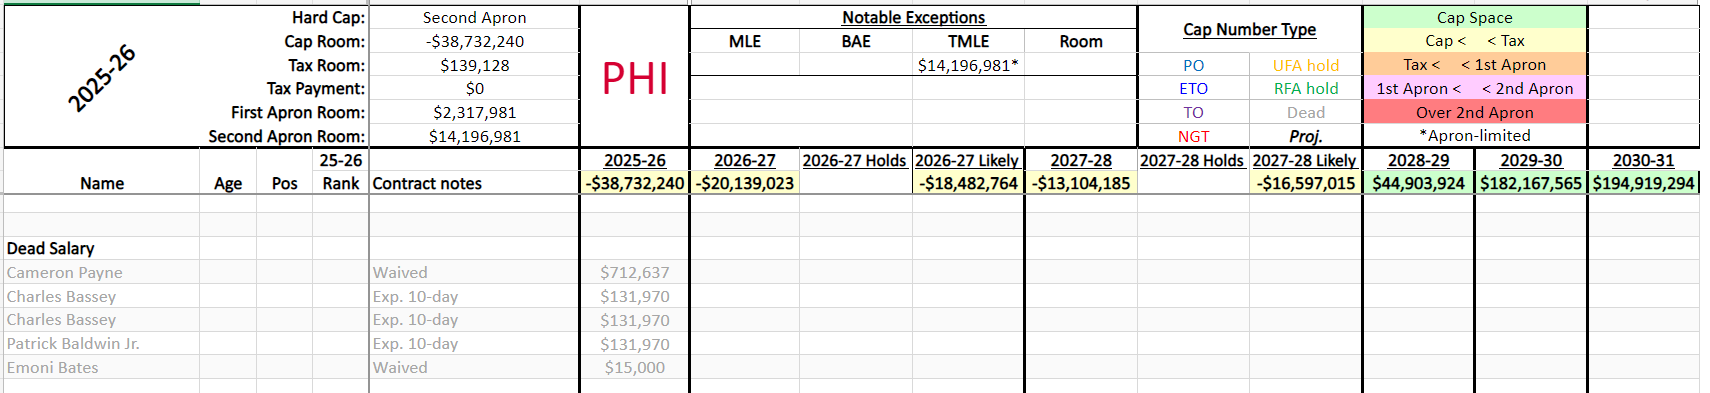 2025-26
Hard Cap: Second Apron
Cap Room: -$38,732,240
Tax Room: $139,128
Tax Payment: $0
First Apron Room: $2,317,981
Second Apron Room: $14,196,981
PHI
Notable Exceptions
MLE BAE TMLE Room
$14,196,981*
Cap Number Type
PO UFA hold
ETO RFA hold
TO Dead
NGT Proj.
Cap Space
Cap < < Tax
Tax < < 1st Apron
1st Apron < < 2nd Apron
Over 2nd Apron
*Apron-limited
25-26 2025-26 2026-27 2026-27 Holds 2026-27 Likely 2027-28 2027-28 Holds 2027-28 Likely 2028-29 2029-30 2030-31
Name Age Pos Rank Contract notes -$38,732,240 -$20,139,023 -$18,482,764 -$13,104,185 -$16,597,015 $44,903,924 $182,167,565 $194,919,294
Dead Salary
Cameron Payne Waived $712,637
Charles Bassey Exp. 10-day $131,970
Charles Bassey Exp. 10-day $131,970
Patrick Baldwin Jr. Exp. 10-day $131,970
Emoni Bates Waived $15,000